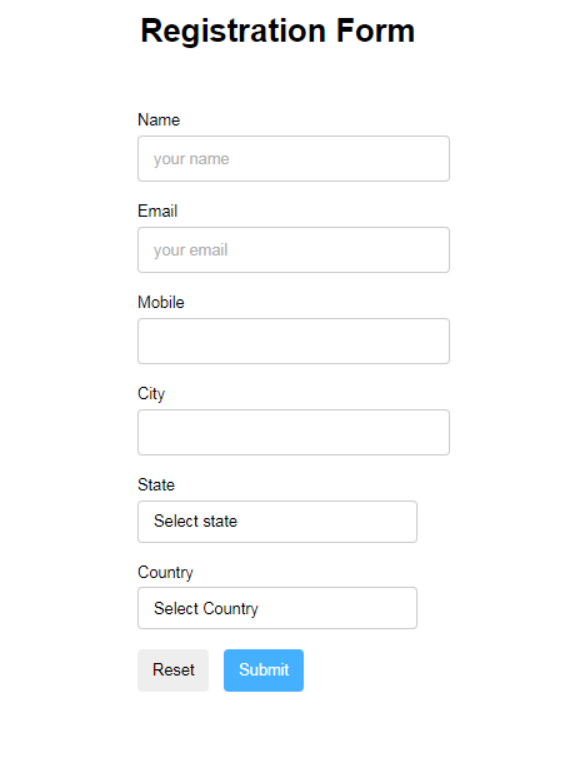 Registration Form
Name
your name
Email
your email
Mobile
City
State
Select state
Country
Select Country
Reset Submit